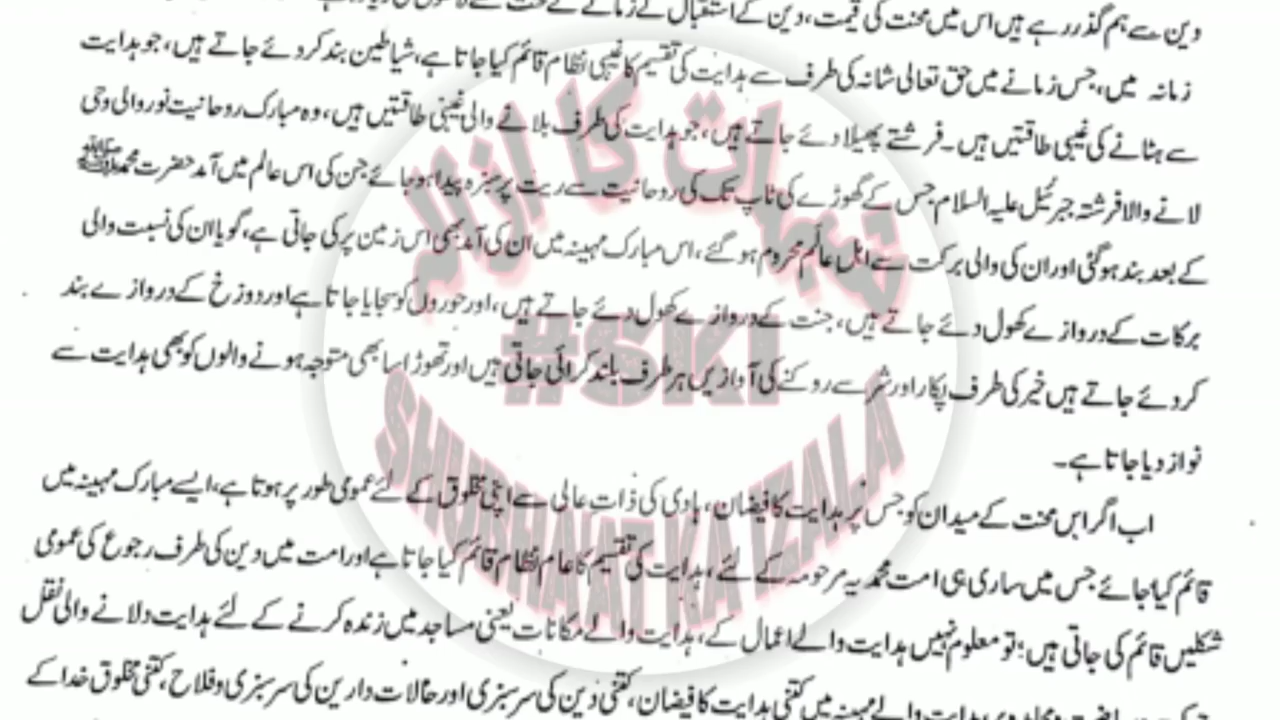 دین سے ہم گذر رہے ہیں اس میں محنت کی قیمت، دین کے استقبال کے زمانے کے
زمانہ میں، جس زمانے میں حق تعالی شانہ کی طرف سے ہدایت کی تقسیم کا غیبی نظام قائم کیا جاتا ہے، شیاطین بند کردئے جاتے ہیں، جو ہدایت
سے ہٹانے کی غیبی طاقتیں ہیں۔ فرشتے پھیلا دئے جاتے ہیں، جو ہدایت کی طرف بلانے والی غیبی طاقتیں ہیں، وہ مبارک روحانیت نور والی وحی
لانے والا فرشتہ جبرئیل علیہ السلام جس کے گھوڑے کی ٹاپ تک کی روحانیت سے ریت پر سبزہ پیدا ہوجائے جن کی اس عالم میں آمد حضرت محمد ﷺ
کے بعد بند ہوگئی اور ان کی والی برکت سے اہل عالم محروم ہوگئے، اس مبارک مہینہ میں ان کی آمد بھی اس زمین پر کی جاتی ہے، گویا ان کی نسبت والی
برکات کے دروازے کھول دئے جاتے ہیں، جنت کے دروازے کھول دئے جاتے ہیں، اور حوروں کو سجایا جاتا ہے اور دوزخ کے دروازے بند
کردئے جاتے ہیں خیر کی طرف پکار اور شر سے روکنے کی آوازیں ہر طرف بلند کرائی جاتی ہیں اور تھوڑا سا بھی متوجہ ہونے والوں کو بھی ہدایت سے
نواز دیا جاتا ہے۔
اب اگر اس محنت کے میدان کو جس پر ہدایت کا فیضان، ہادی کی ذات عالی سے اپنی مخلوق کے لئے عمومی طور پر ہوتا ہے، ایسے مبارک مہینہ میں
قائم کیا جائے جس میں ساری ہی امت محمدیہ مرحومہ کے لئے، ہدایت کی تقسیم کا عام نظام قائم کیا جاتا ہے اور امت میں دین کی طرف رجوع کی عمومی
شکلیں قائم کی جاتی ہیں؛ تو معلوم نہیں ہدایت والے اعمال کے، ہدایت والے مکانات یعنی مساجد میں زندہ کرنے کے لئے ہدایت دلانے والی نقل
ہدایت والے مہینہ میں کتنی ہدایت کا فیضان، کتنی دین کی سرسبزی اور حالات دارین کی سرسبزی و فلاح، کتنی مخلوق خدا کے
شبہات کا ازالہ
#SKI
SHUBHAAT KA IZALA